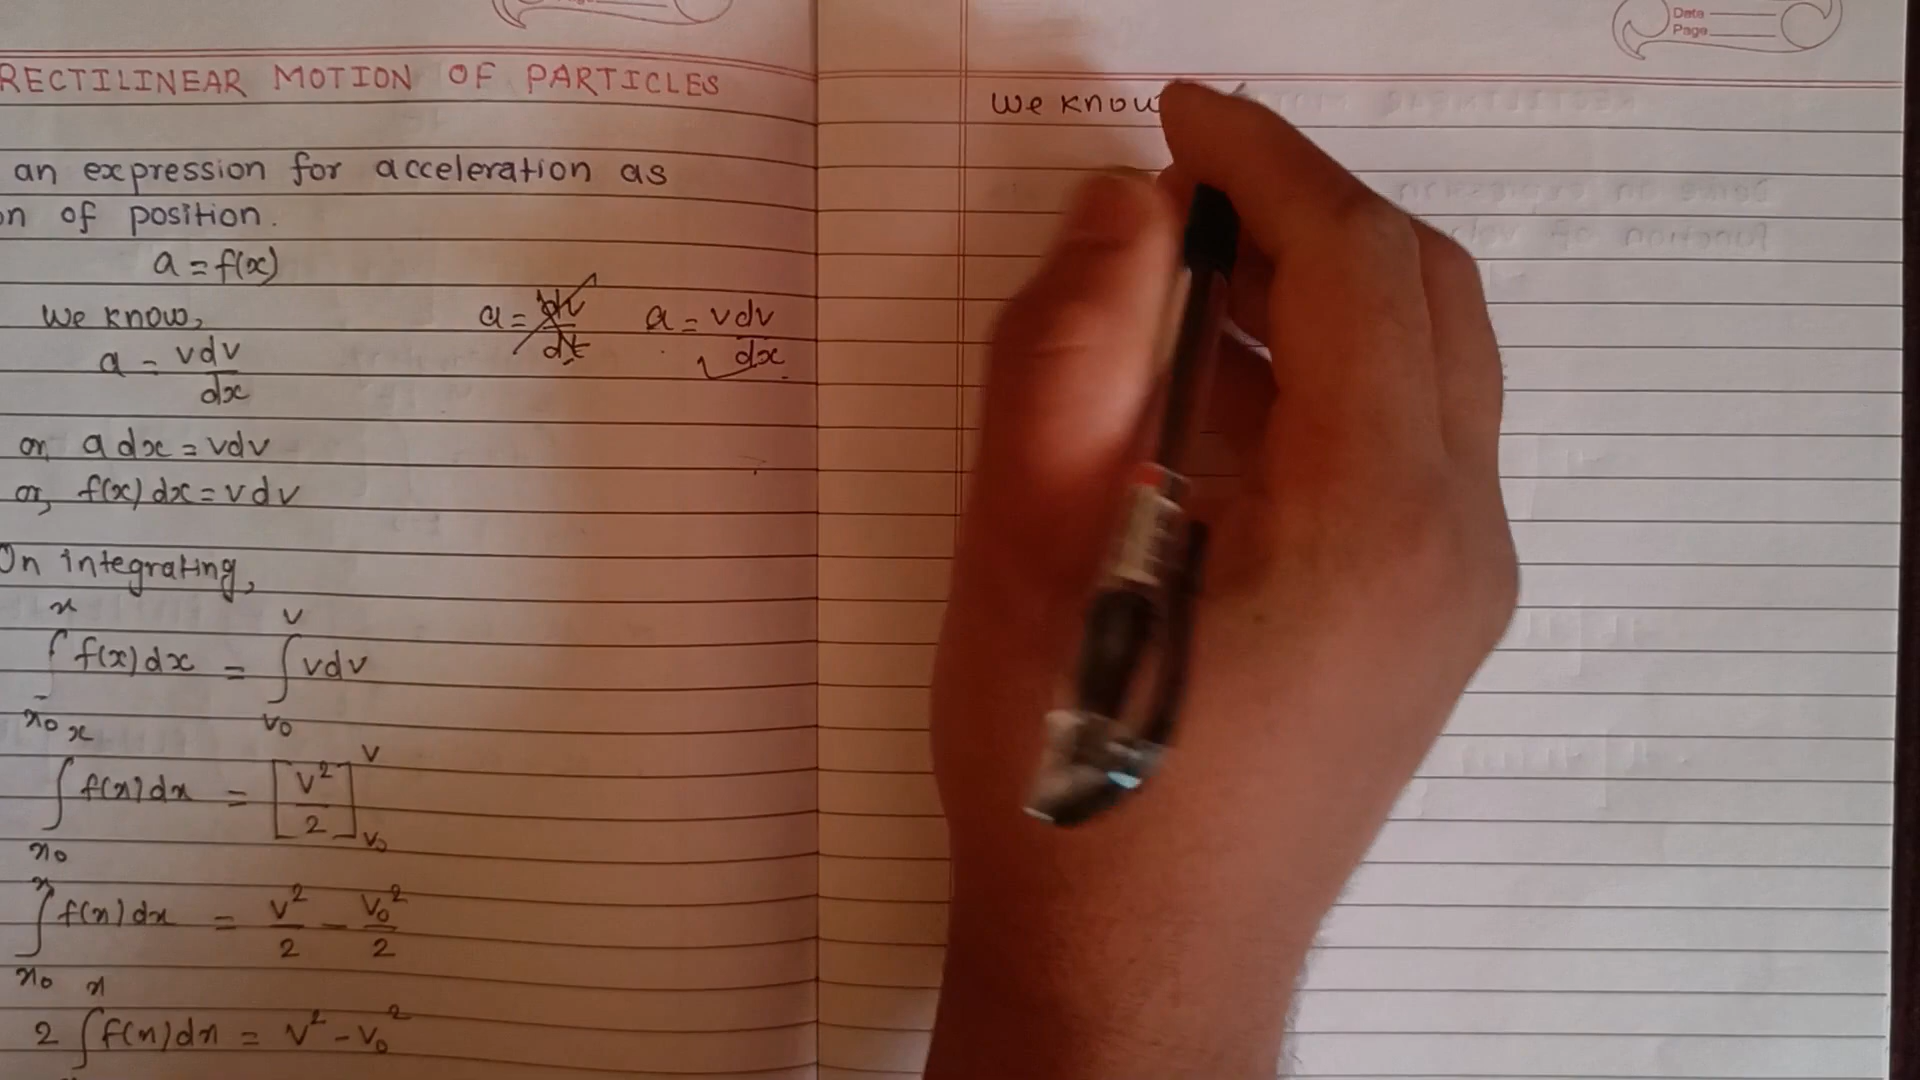 RECTILINEAR MOTION OF PARTICLES
an expression for acceleration as
on of position.
a = f(x)
We know,
a = vdv/dx
a = dv/dt
a = vdv/dx
or, a dx = vdv
or, f(x) dx = vdv
On integrating,
∫_{x₀}^{x} f(x) dx = ∫_{v₀}^{v} vdv
∫_{x₀}^{x} f(x) dx = [v²/2]_{v₀}^{v}
∫_{x₀}^{x} f(x) dx = v²/2 - v₀²/2
2 ∫^{x} f(x) dx = v² - v₀²
Date
Page
We know